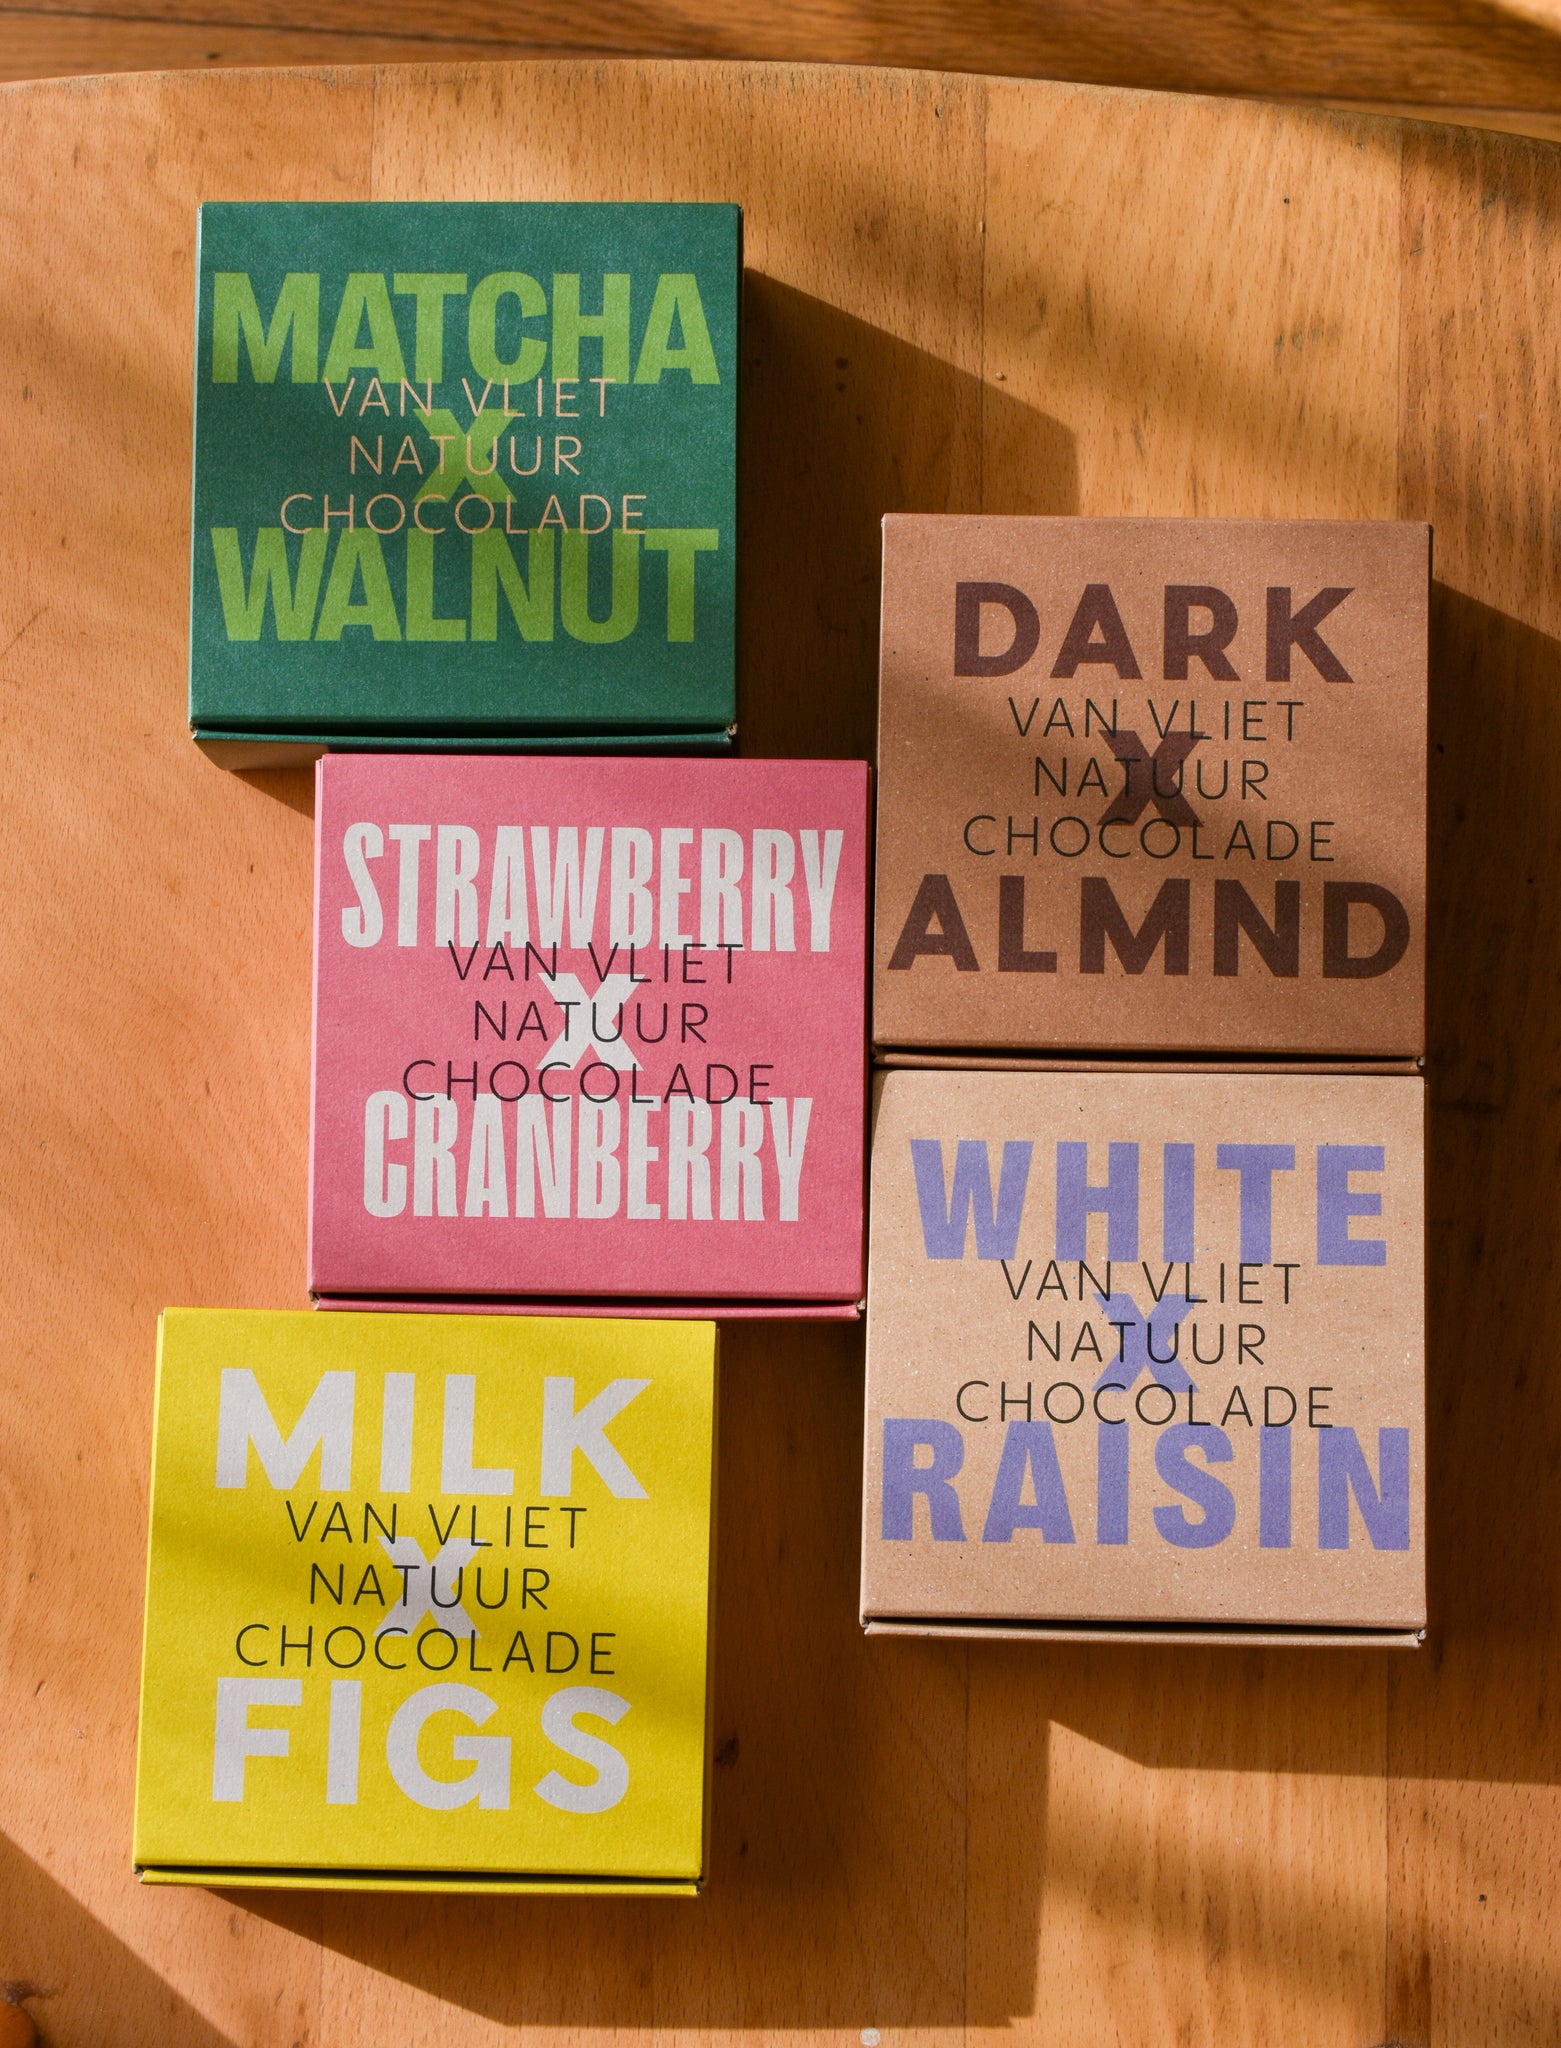 MATCHA
VAN VLIET
X
NATUUR
CHOCOLADE
WALNUT
DARK
VAN VLIET
X
NATUUR
CHOCOLADE
ALMND
STRAWBERRY
VAN VLIET
X
NATUUR
CHOCOLADE
CRANBERRY
WHITE
VAN VLIET
X
NATUUR
CHOCOLADE
RAISIN
MILK
VAN VLIET
X
NATUUR
CHOCOLADE
FIGS